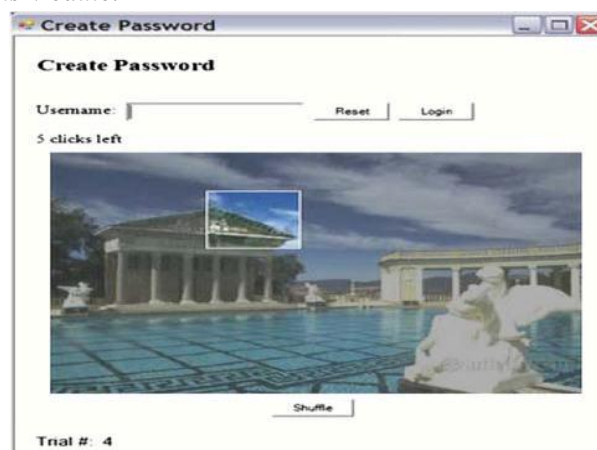 Create Password
Create Password
Username: Reset Login
5 clicks left
Shuffle
Trial #: 4